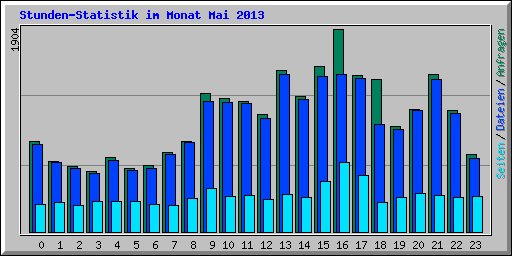 Stunden-Statistik im Monat Mai 2013
1904
Seiten/Dateien/Anfragen
0 1 2 3 4 5 6 7 8 9 10 11 12 13 14 15 16 17 18 19 20 21 22 23